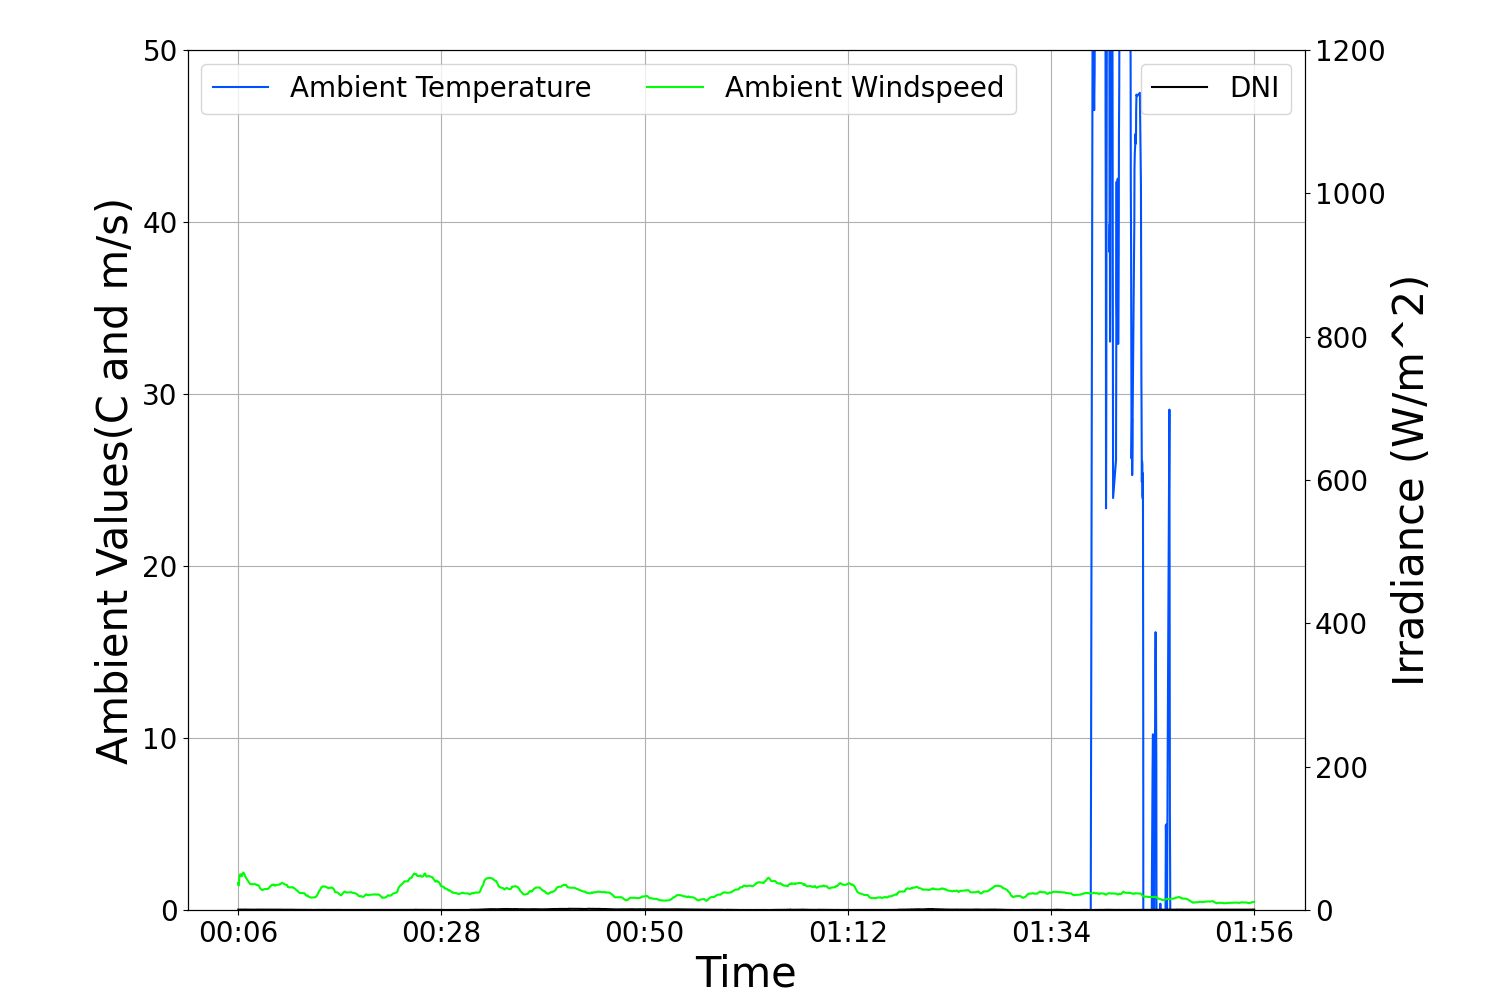 Ambient Temperature Ambient Windspeed DNI
50
40
30
20
10
0
Ambient Values(C and m/s)
1200
1000
800
600
400
200
0
Irradiance (W/m^2)
00:06 00:28 00:50 01:12 01:34 01:56
Time